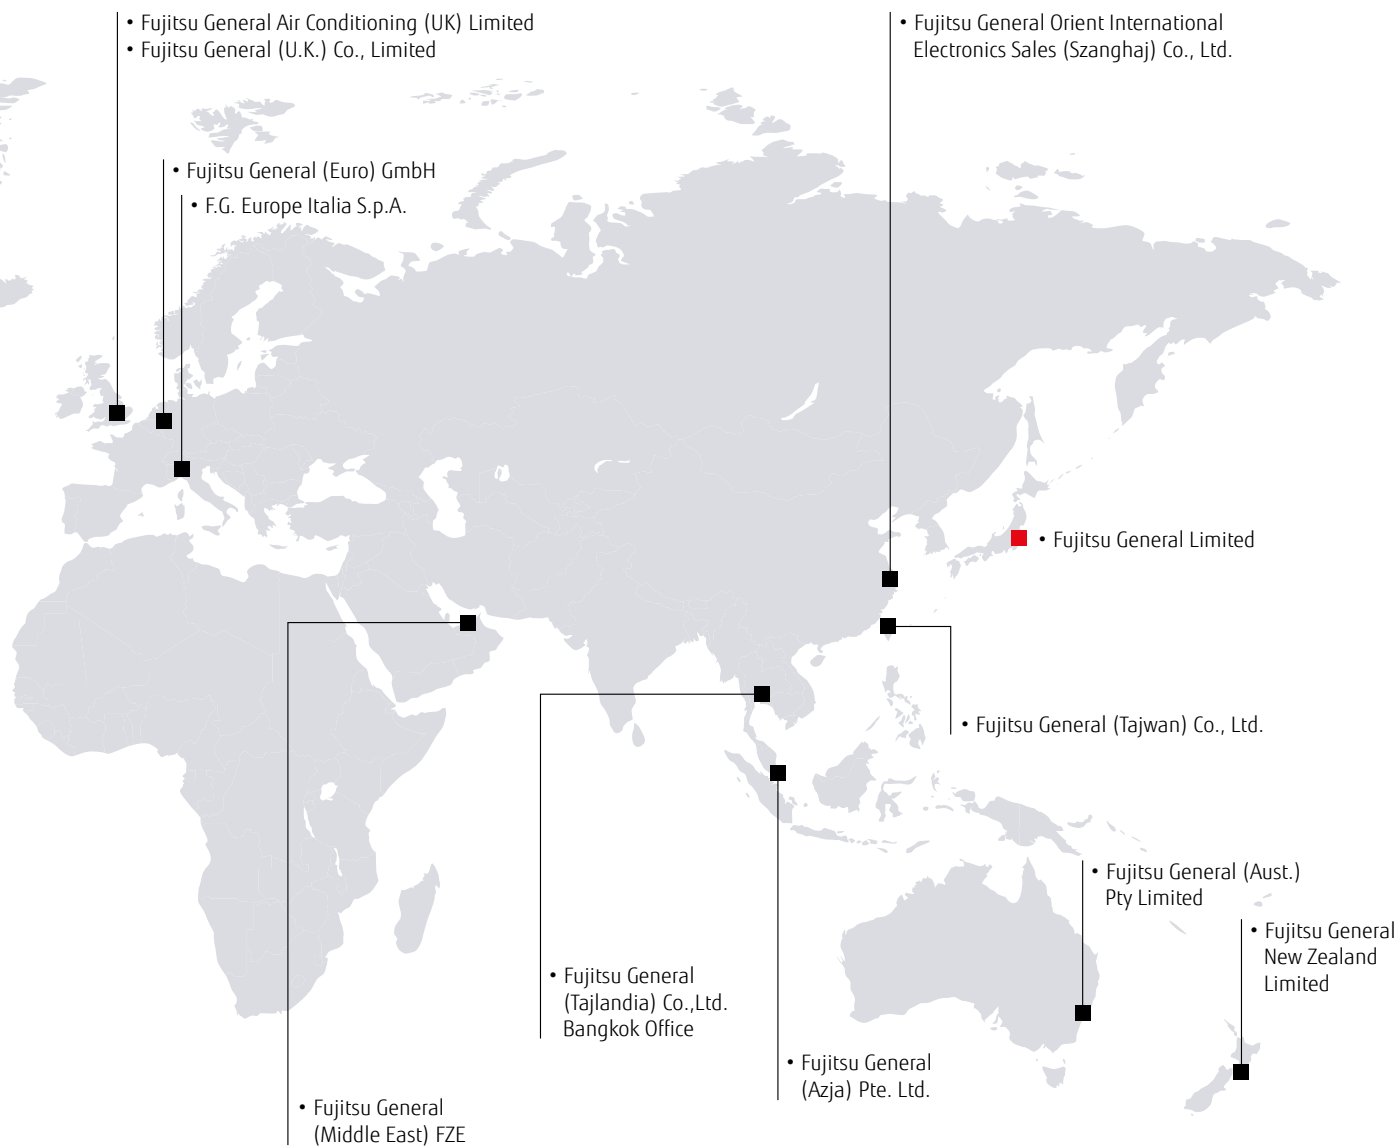 • Fujitsu General Air Conditioning (UK) Limited
• Fujitsu General (U.K.) Co., Limited
• Fujitsu General Orient International
Electronics Sales (Szanghaj) Co., Ltd.
• Fujitsu General (Euro) GmbH
• F.G. Europe Italia S.p.A.
• Fujitsu General Limited
• Fujitsu General (Tajwan) Co., Ltd.
• Fujitsu General (Aust.)
Pty Limited
• Fujitsu General
New Zealand
Limited
• Fujitsu General
(Tajlandia) Co.,Ltd.
Bangkok Office
• Fujitsu General
(Azja) Pte. Ltd.
• Fujitsu General
(Middle East) FZE